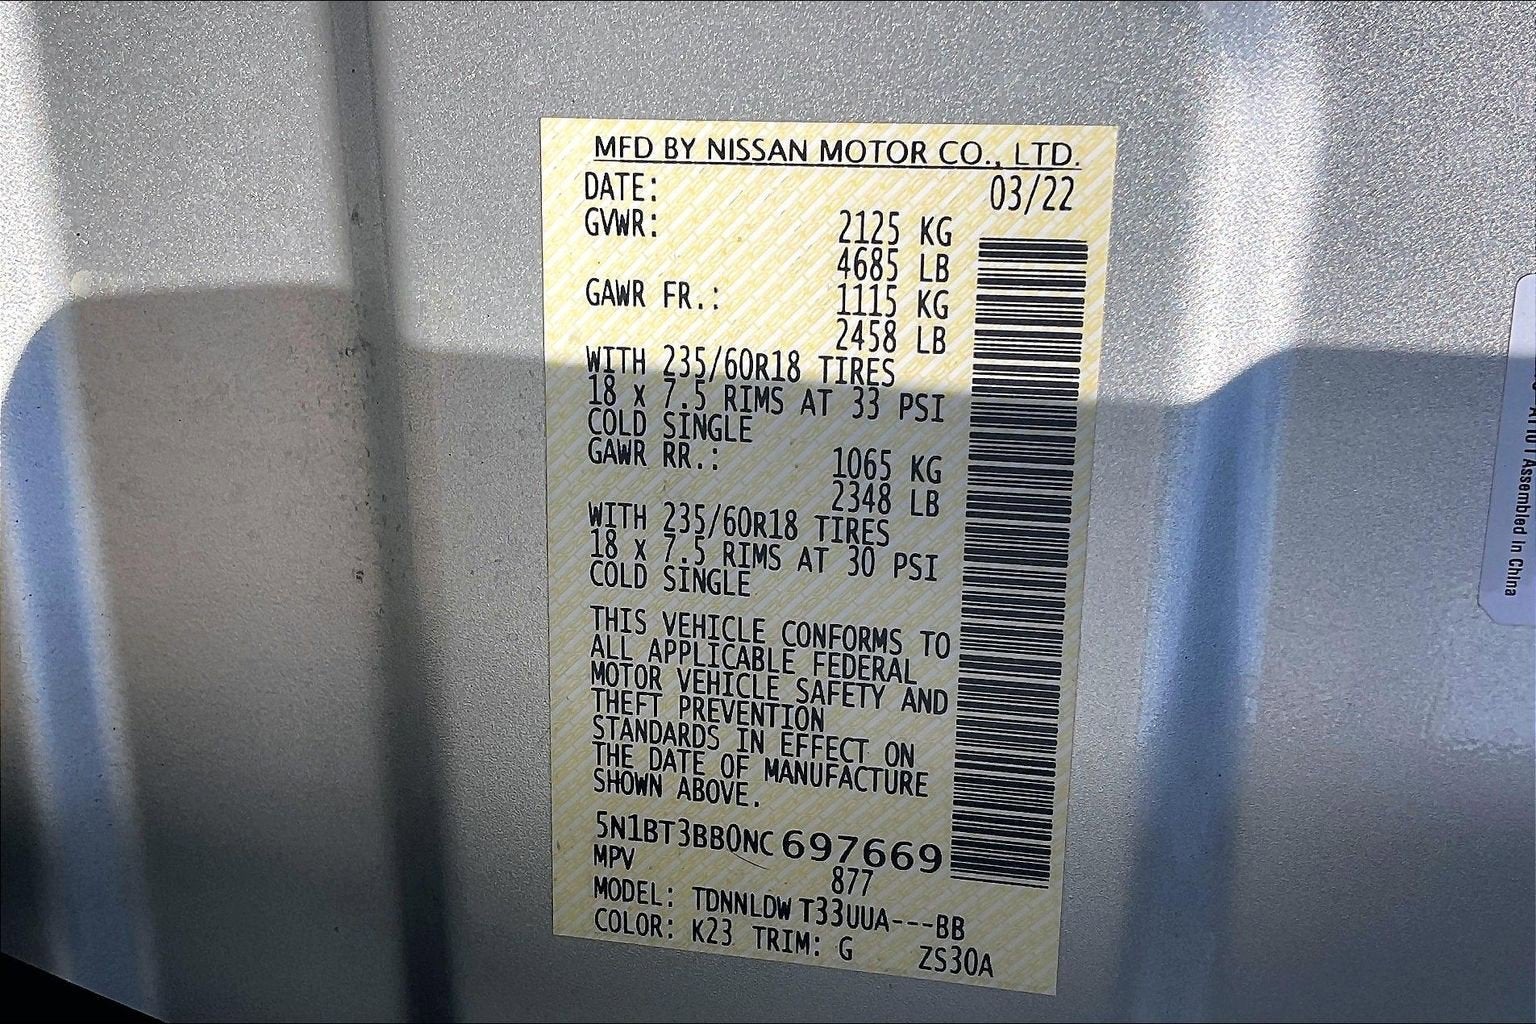 MFD BY NISSAN MOTOR CO., LTD.
DATE: 03/22
GVWR: 2125 KG
4685 LB
GAWR FR.: 1115 KG
2458 LB
WITH 235/60R18 TIRES
18 x 7.5 RIMS AT 33 PSI
COLD SINGLE
GAWR RR.: 1065 KG
2348 LB
WITH 235/60R18 TIRES
18 x 7.5 RIMS AT 30 PSI
COLD SINGLE
THIS VEHICLE CONFORMS TO
ALL APPLICABLE FEDERAL
MOTOR VEHICLE SAFETY AND
THEFT PREVENTION
STANDARDS IN EFFECT ON
THE DATE OF MANUFACTURE
SHOWN ABOVE.
5N1BT3BB0NC697669
MPV 877
MODEL: TDNNLDWT33UUA---BB
COLOR: K23 TRIM: G ZS30A
Assembled In China